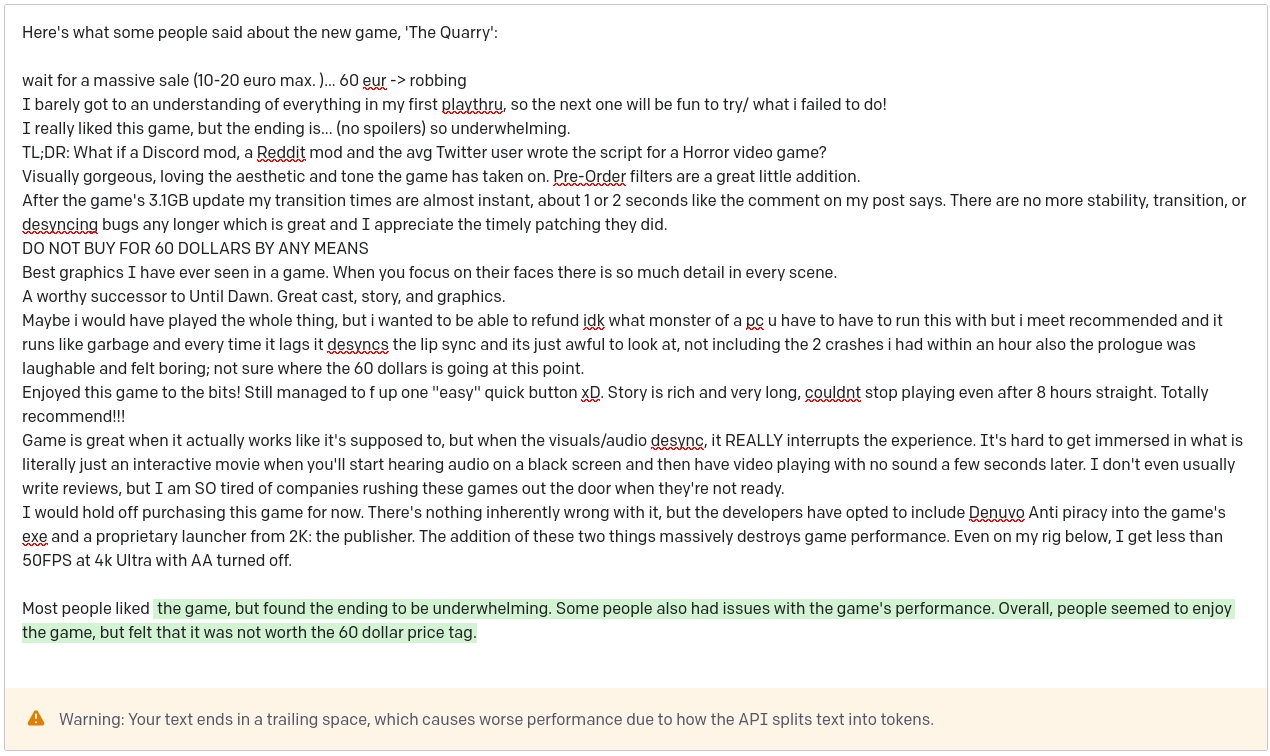 Here's what some people said about the new game, 'The Quarry':
wait for a massive sale (10-20 euro max. )... 60 eur -> robbing
I barely got to an understanding of everything in my first playthru, so the next one will be fun to try/ what i failed to do!
I really liked this game, but the ending is... (no spoilers) so underwhelming.
TL;DR: What if a Discord mod, a Reddit mod and the avg Twitter user wrote the script for a Horror video game?
Visually gorgeous, loving the aesthetic and tone the game has taken on. Pre-Order filters are a great little addition.
After the game's 3.1GB update my transition times are almost instant, about 1 or 2 seconds like the comment on my post says. There are no more stability, transition, or
desyncing bugs any longer which is great and I appreciate the timely patching they did.
DO NOT BUY FOR 60 DOLLARS BY ANY MEANS
Best graphics I have ever seen in a game. When you focus on their faces there is so much detail in every scene.
A worthy successor to Until Dawn. Great cast, story, and graphics.
Maybe i would have played the whole thing, but i wanted to be able to refund idk what monster of a pc u have to have to run this with but i meet recommended and it
runs like garbage and every time it lags it desyncs the lip sync and its just awful to look at, not including the 2 crashes i had within an hour also the prologue was
laughable and felt boring; not sure where the 60 dollars is going at this point.
Enjoyed this game to the bits! Still managed to f up one "easy" quick button xD. Story is rich and very long, couldnt stop playing even after 8 hours straight. Totally
recommend!!!
Game is great when it actually works like it's supposed to, but when the visuals/audio desync, it REALLY interrupts the experience. It's hard to get immersed in what is
literally just an interactive movie when you'll start hearing audio on a black screen and then have video playing with no sound a few seconds later. I don't even usually
write reviews, but I am SO tired of companies rushing these games out the door when they're not ready.
I would hold off purchasing this game for now. There's nothing inherently wrong with it, but the developers have opted to include Denuvo Anti piracy into the game's
exe and a proprietary launcher from 2K: the publisher. The addition of these two things massively destroys game performance. Even on my rig below, I get less than
50FPS at 4k Ultra with AA turned off.
Most people liked  the game, but found the ending to be underwhelming. Some people also had issues with the game's performance. Overall, people seemed to enjoy
the game, but felt that it was not worth the 60 dollar price tag.
Warning: Your text ends in a trailing space, which causes worse performance due to how the API splits text into tokens.